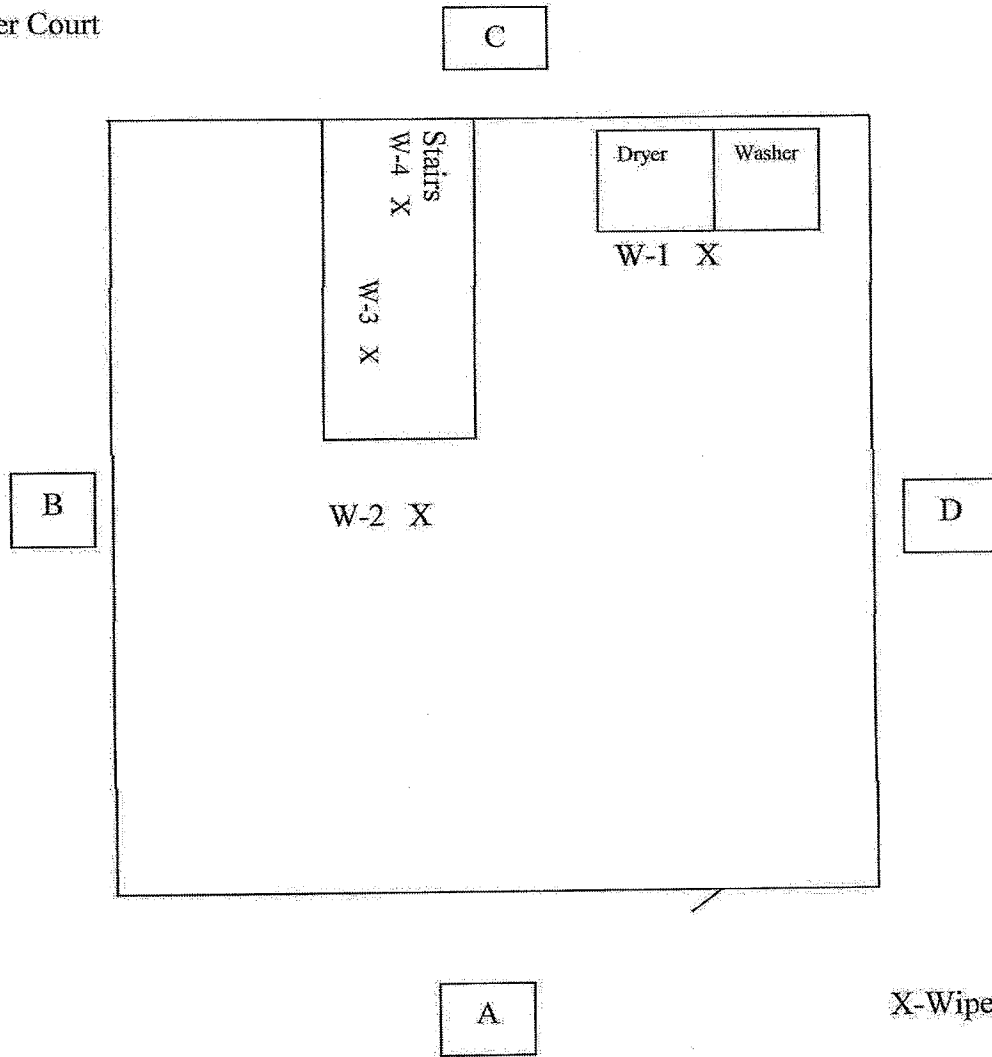 er Court
C
Stairs
W-4 X
Dryer
Washer
W-1 X
W-3 X
B
D
W-2 X
A
X-Wipe